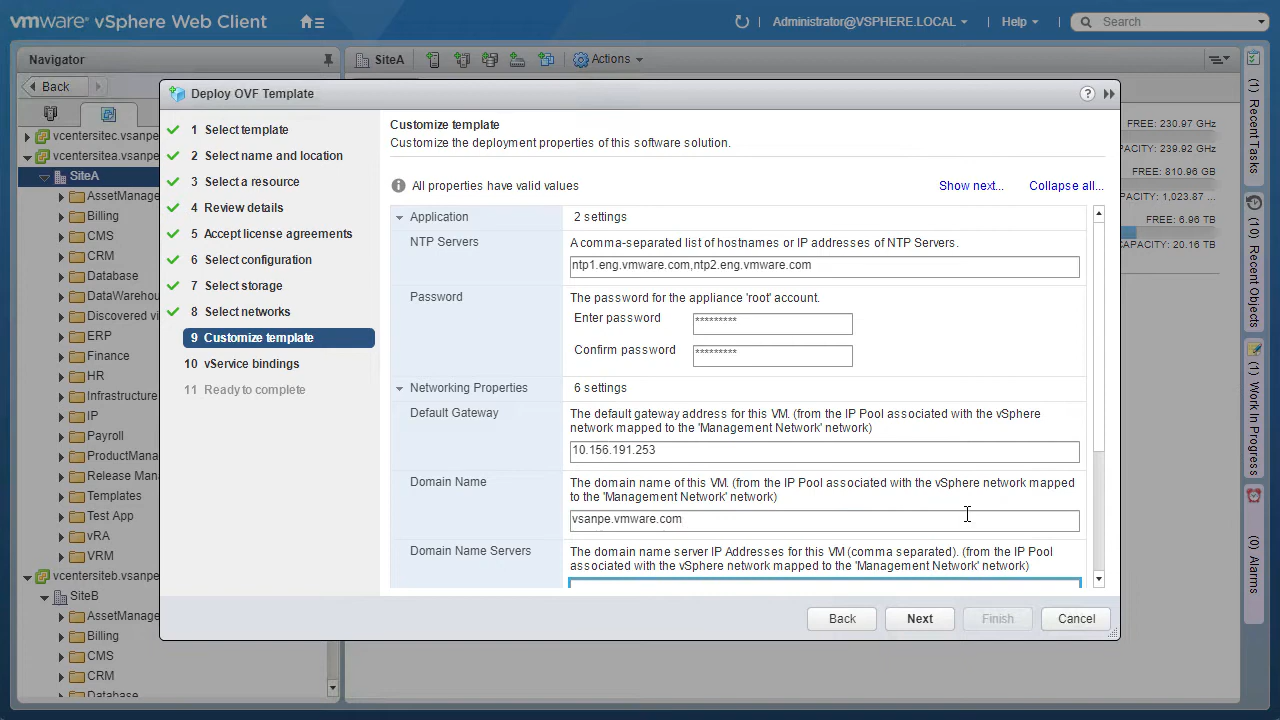 vmware® vSphere Web Client
Administrator@VSPHERE.LOCAL
Help
Search
Navigator
Back
vcentersitec.vsanpe
vcentersitea.vsanpe
SiteA
AssetManage
Billing
CMS
CRM
Database
DataWarehou
Discovered vi
ERP
Finance
HR
Infrastructure
IP
Payroll
ProductMana
Release Man
Templates
Test App
vRA
VRM
vcentersiteb.vsanpe
SiteB
AssetManage
Billing
CMS
CRM
Database
SiteA
Actions
Deploy OVF Template
1 Select template
2 Select name and location
3 Select a resource
4 Review details
5 Accept license agreements
6 Select configuration
7 Select storage
8 Select networks
9 Customize template
10 vService bindings
11 Ready to complete
Customize template
Customize the deployment properties of this software solution.
All properties have valid values
Show next...
Collapse all...
Application
2 settings
NTP Servers
A comma-separated list of hostnames or IP addresses of NTP Servers.
ntp1.eng.vmware.com,ntp2.eng.vmware.com
Password
The password for the appliance 'root' account.
Enter password
*********
Confirm password
*********
Networking Properties
6 settings
Default Gateway
The default gateway address for this VM. (from the IP Pool associated with the vSphere
network mapped to the 'Management Network' network)
10.156.191.253
Domain Name
The domain name of this VM. (from the IP Pool associated with the vSphere network mapped
to the 'Management Network' network)
vsanpe.vmware.com
Domain Name Servers
The domain name server IP Addresses for this VM (comma separated). (from the IP Pool
associated with the vSphere network mapped to the 'Management Network' network)
Back
Next
Finish
Cancel
FREE: 230.97 GHz
CAPACITY: 239.92 GHz
FREE: 810.96 GB
CAPACITY: 1,023.87 ...
FREE: 6.96 TB
CAPACITY: 20.16 TB
(1) Recent Tasks
(10) Recent Objects
(1) Work In Progress
(0) Alarms